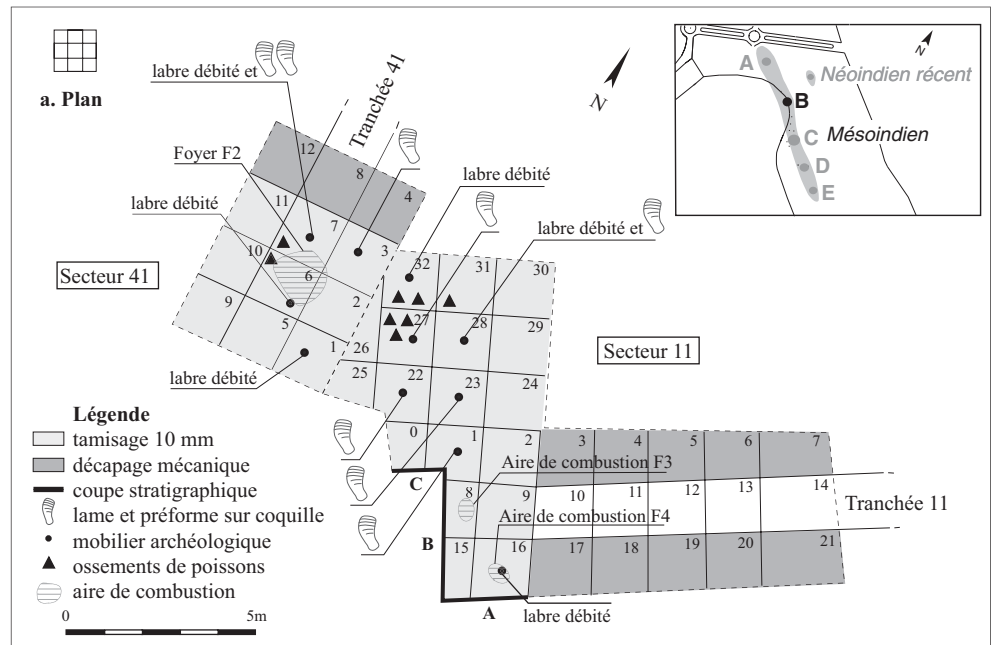 a. Plan
labre débité et
Tranchée 41
Foyer F2
labre débité
labre débité
labre débité et
N
Secteur 41
Secteur 11
12
8
4
11
7
3
10
6
2
9
5
1
32
31
30
27
28
29
26
25
22
23
24
0
1
2
3
4
5
6
7
8
9
10
11
12
13
14
15
16
17
18
19
20
21
labre débité
Aire de combustion F3
Aire de combustion F4
Tranchée 11
labre débité
C
B
A
Légende
tamisage 10 mm
décapage mécanique
coupe stratigraphique
lame et préforme sur coquille
mobilier archéologique
ossements de poissons
aire de combustion
0
5m
N
A
Néoindien récent
B
Mésoindien
C
D
E